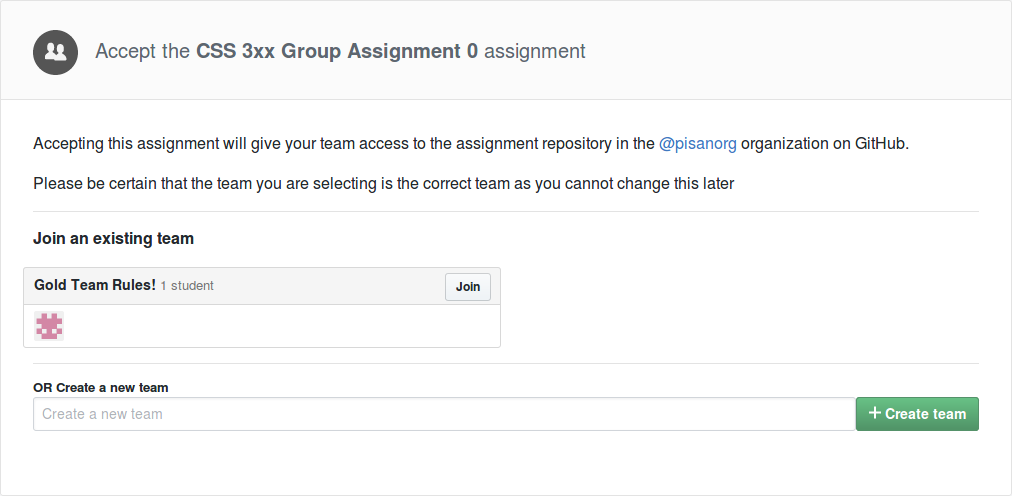 Accept the CSS 3xx Group Assignment 0 assignment
Accepting this assignment will give your team access to the assignment repository in the @pisanorg organization on GitHub.
Please be certain that the team you are selecting is the correct team as you cannot change this later
Join an existing team
Gold Team Rules! 1 student Join
OR Create a new team
Create a new team + Create team